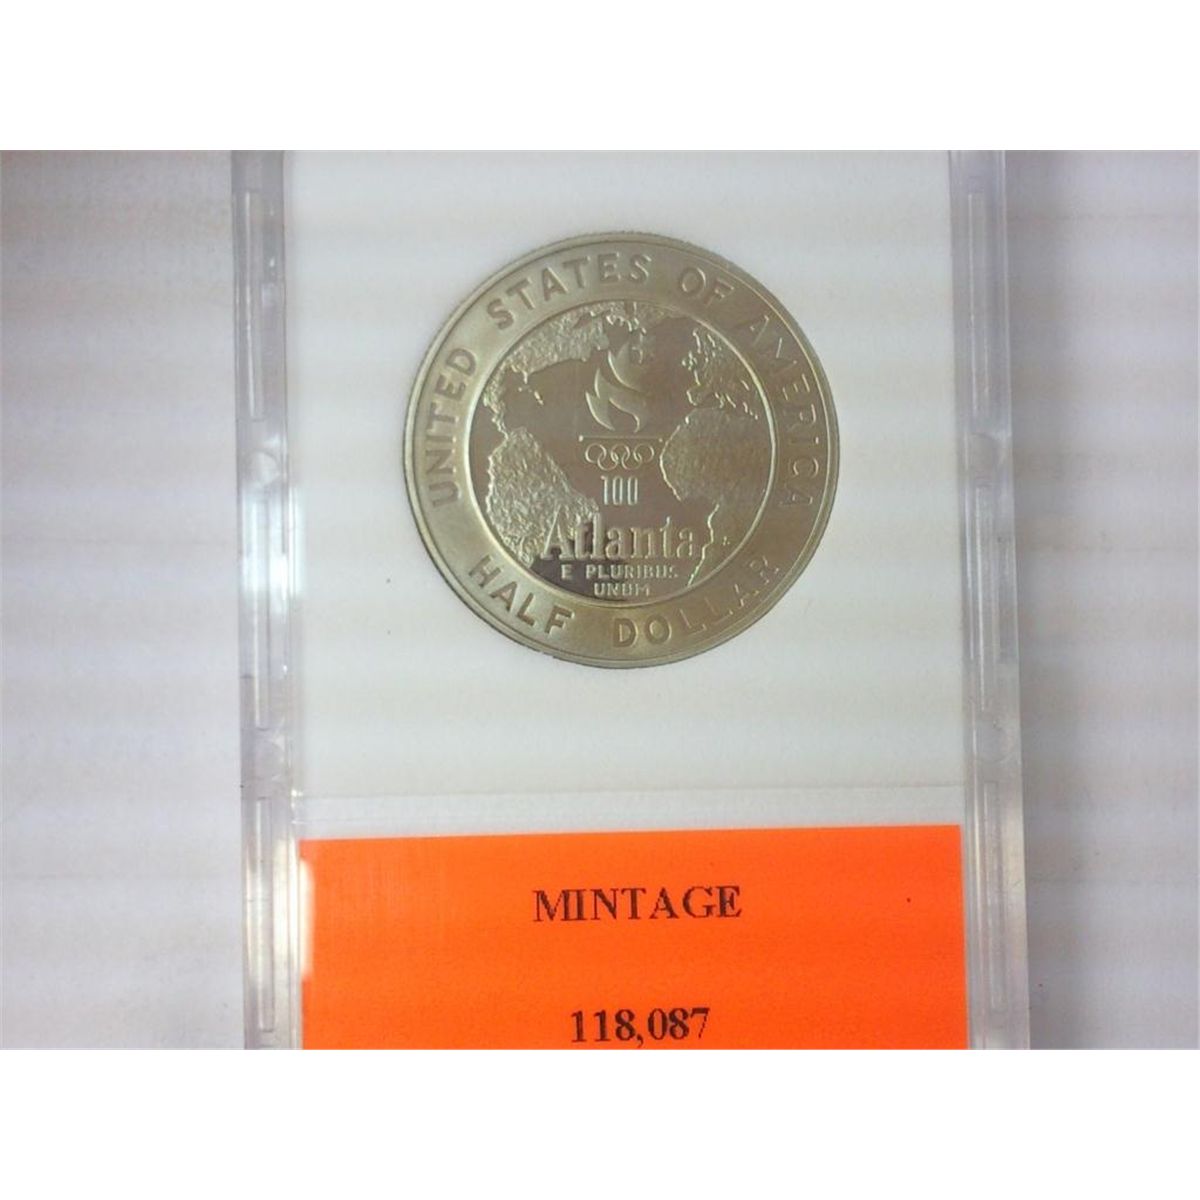 UNITED STATES OF AMERICA
100
Atlanta
E PLURIBUS
UNUM
HALF DOLLAR
MINTAGE
118,087